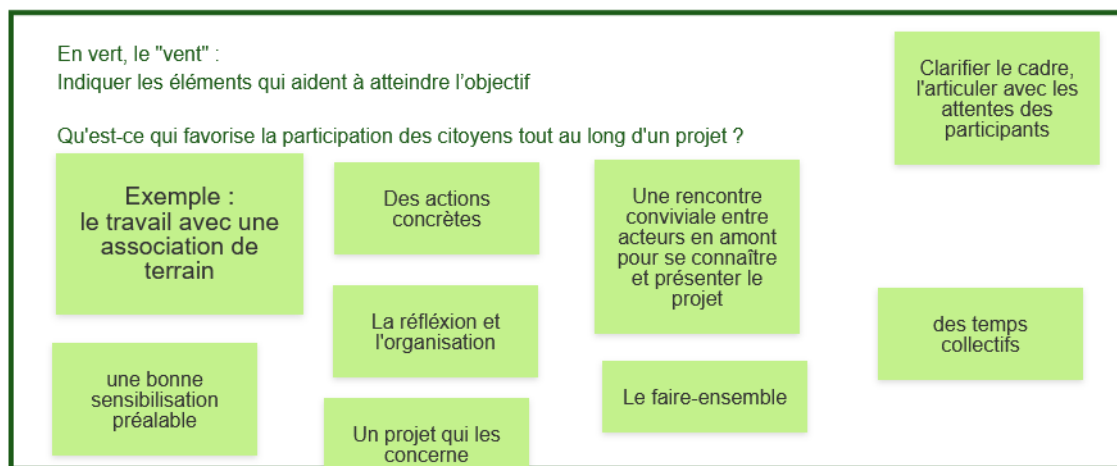 En vert, le "vent" :
Indiquer les éléments qui aident à atteindre l'objectif
Qu'est-ce qui favorise la participation des citoyens tout au long d'un projet ?
Clarifier le cadre,
l'articuler avec les
attentes des
participants
Exemple :
le travail avec une
association de
terrain
Des actions
concrètes
Une rencontre
conviviale entre
acteurs en amont
pour se connaître
et présenter le
projet
La réfléxion et
l'organisation
des temps
collectifs
une bonne
sensibilisation
préalable
Le faire-ensemble
Un projet qui les
concerne